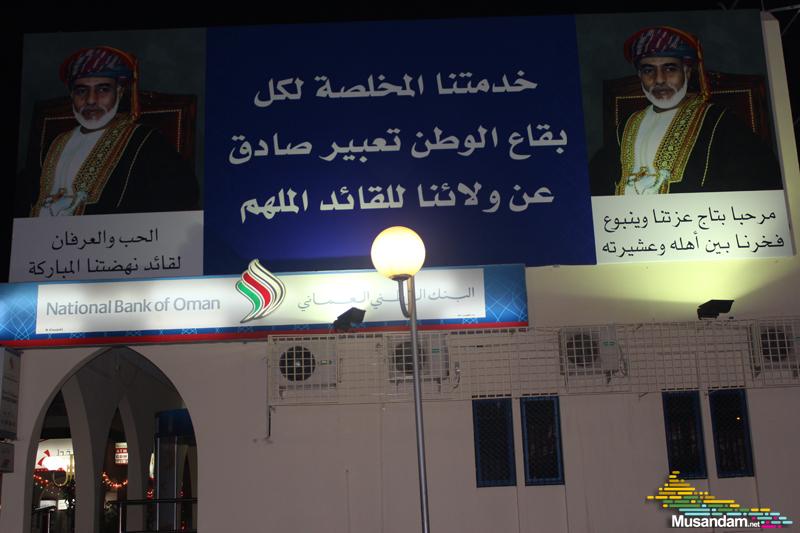 خدمتنا المخلصة لكل
بقاع الوطن تعبير صادق
عن ولائنا للقائد الملهم
الحب والعرفان
لقائد نهضتنا المباركة
مرحبا بتاج عزتنا وينبوع
فخرنا بين أهله وعشيرته
National Bank of Oman
البنك الوطني العماني
Musandam.net